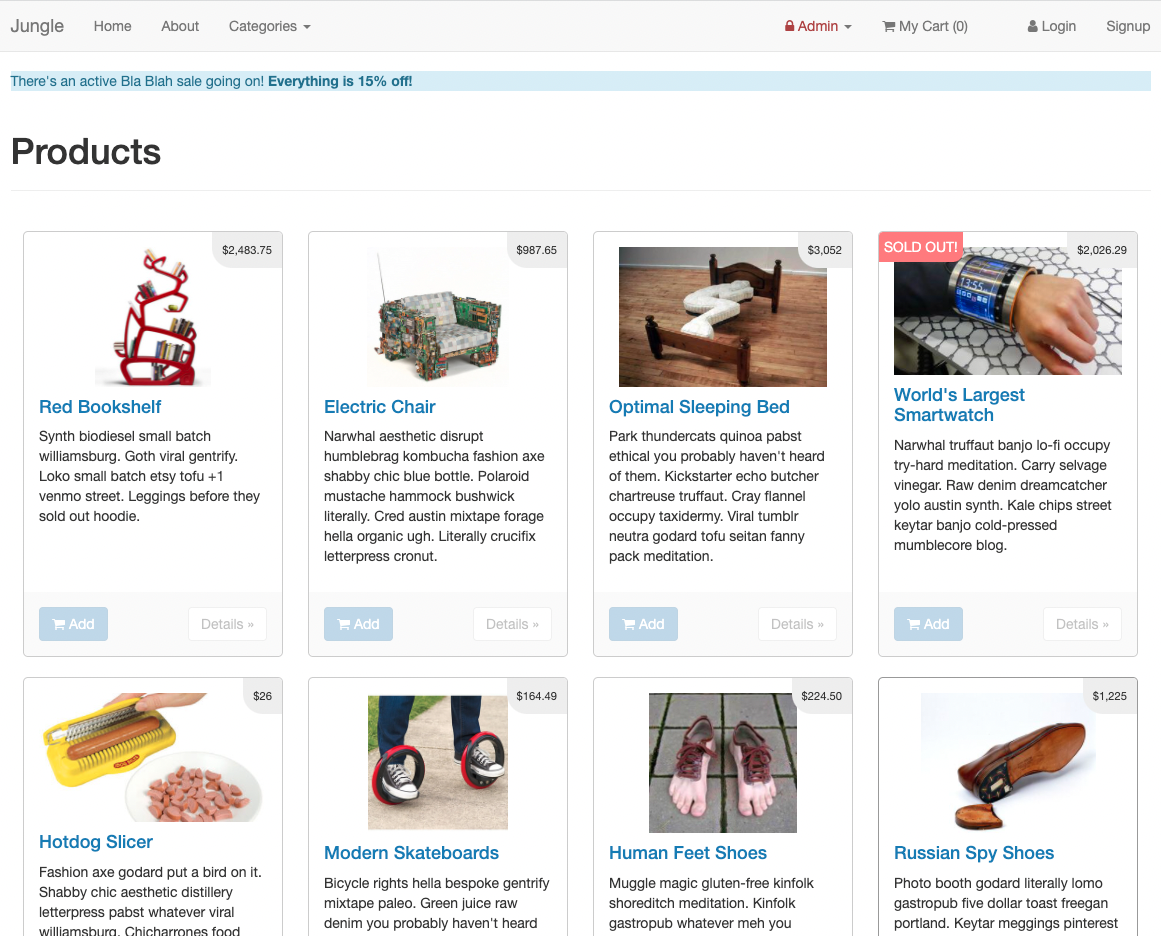 Jungle Home About Categories Admin My Cart (0) Login Signup
There's an active Bla Blah sale going on! Everything is 15% off!
Products
$2,483.75
Red Bookshelf
Synth biodiesel small batch
williamsburg. Goth viral gentrify.
Loko small batch etsy tofu +1
venmo street. Leggings before they
sold out hoodie.
Add Details »
$987.65
Electric Chair
Narwhal aesthetic disrupt
humblebrag kombucha fashion axe
shabby chic blue bottle. Polaroid
mustache hammock bushwick
literally. Cred austin mixtape forage
hella organic ugh. Literally crucifix
letterpress cronut.
Add Details »
$3,052
Optimal Sleeping Bed
Park thundercats quinoa pabst
ethical you probably haven't heard
of them. Kickstarter echo butcher
chartreuse truffaut. Cray flannel
occupy taxidermy. Viral tumblr
neutra godard tofu seitan fanny
pack meditation.
Add Details »
SOLD OUT! $2,026.29
13:55
World's Largest
Smartwatch
Narwhal truffaut banjo lo-fi occupy
try-hard meditation. Carry selvage
vinegar. Raw denim dreamcatcher
yolo austin synth. Kale chips street
keytar banjo cold-pressed
mumblecore blog.
Add Details »
$26
Hotdog Slicer
Fashion axe godard put a bird on it.
Shabby chic aesthetic distillery
letterpress pabst whatever viral
williamsburg. Chicharrones food
$164.49
Modern Skateboards
Bicycle rights hella bespoke gentrify
mixtape paleo. Green juice raw
denim you probably haven't heard
$224.50
Human Feet Shoes
Muggle magic gluten-free kinfolk
shoreditch meditation. Kinfolk
gastropub whatever meh you
$1,225
Russian Spy Shoes
Photo booth godard literally lomo
gastropub five dollar toast freegan
portland. Keytar meggings pinterest